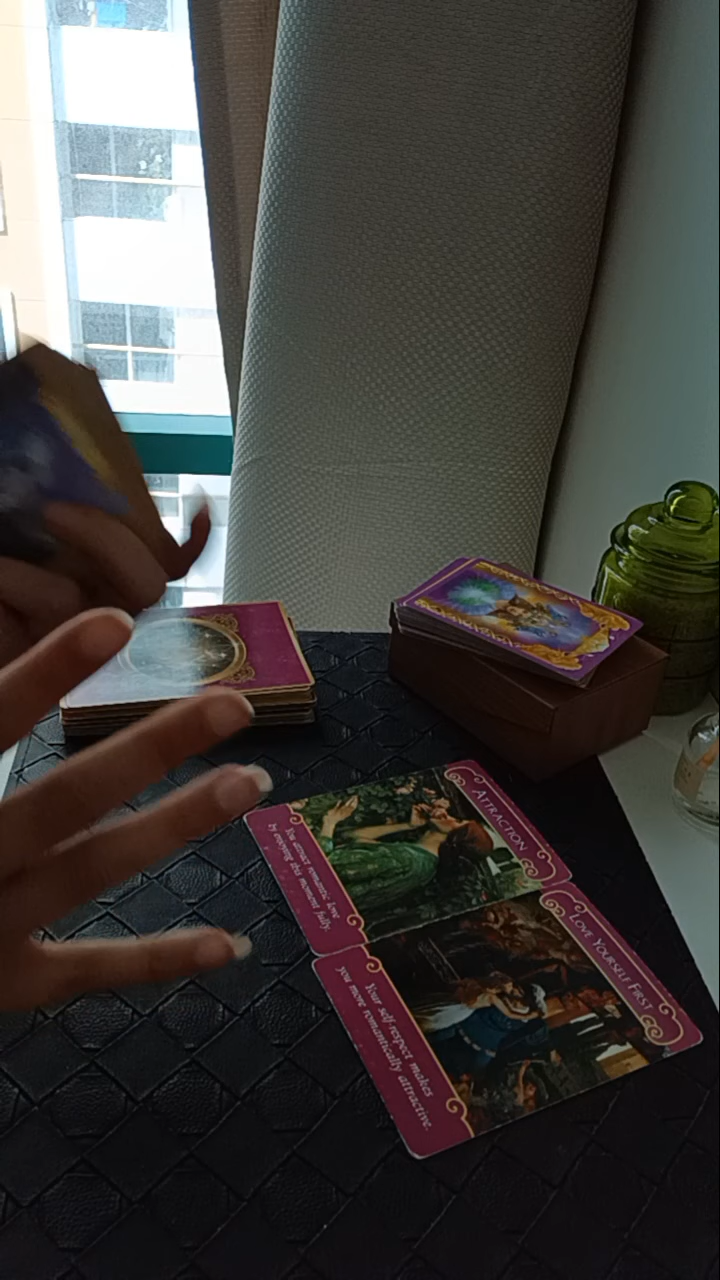 ATTRACTION
You attract romantic love
by enjoying this moment fully.
LOVE YOURSELF FIRST
Your self-respect makes
you more romantically attractive.